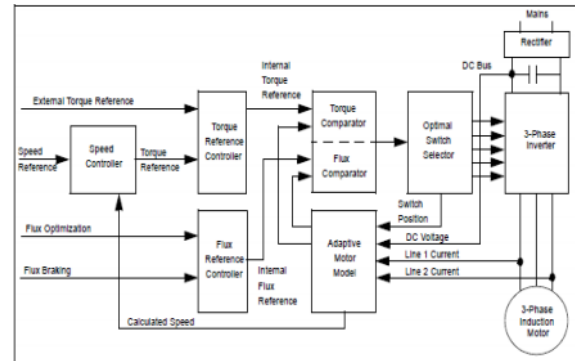 Mains
Rectifier
DC Bus
Internal
Torque
Reference
External Torque Reference
Torque
Reference
Controller
Torque
Comparator
Flux
Comparator
Optimal
Switch
Selector
3-Phase
Inverter
Speed
Reference
Speed
Controller
Torque
Reference
Switch
Position
Flux Optimization
Flux
Reference
Controller
Adaptive
Motor
Model
DC Voltage
Line 1 Current
Line 2 Current
Flux Braking
Internal
Flux
Reference
Calculated Speed
3-Phase
Induction
Motor